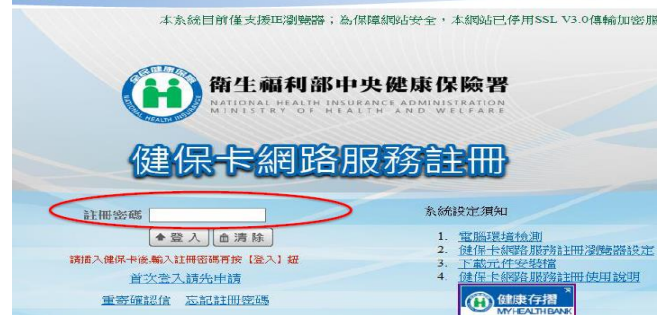 本系統目前僅支援IE瀏覽器；為保障網站安全，本網站已停用SSL V3.0傳輸加密服
全民健康保險
NATIONAL HEALTH INSURANCE
衛生福利部中央健康保險署
NATIONAL HEALTH INSURANCE ADMINISTRATION
MINISTRY OF HEALTH AND WELFARE
健保卡網路服務註冊
註冊密碼
登入 清除
請插入健保卡後,輸入註冊密碼再按【登入】鈕
首次登入請先申請
重寄確認信 忘記註冊密碼
系統設定須知
1. 電腦環境檢測
2. 健保卡網路服務註冊瀏覽器設定
3. 下載元件安裝檔
4. 健保卡網路服務註冊使用說明
健康存摺
MYHEALTHBANK